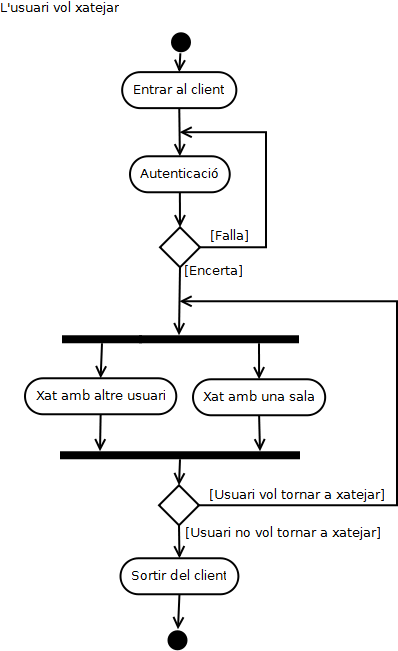 L'usuari vol xatejar
Entrar al client
Autenticació
[Falla]
[Encerta]
Xat amb altre usuari
Xat amb una sala
[Usuari vol tornar a xatejar]
[Usuari no vol tornar a xatejar]
Sortir del client